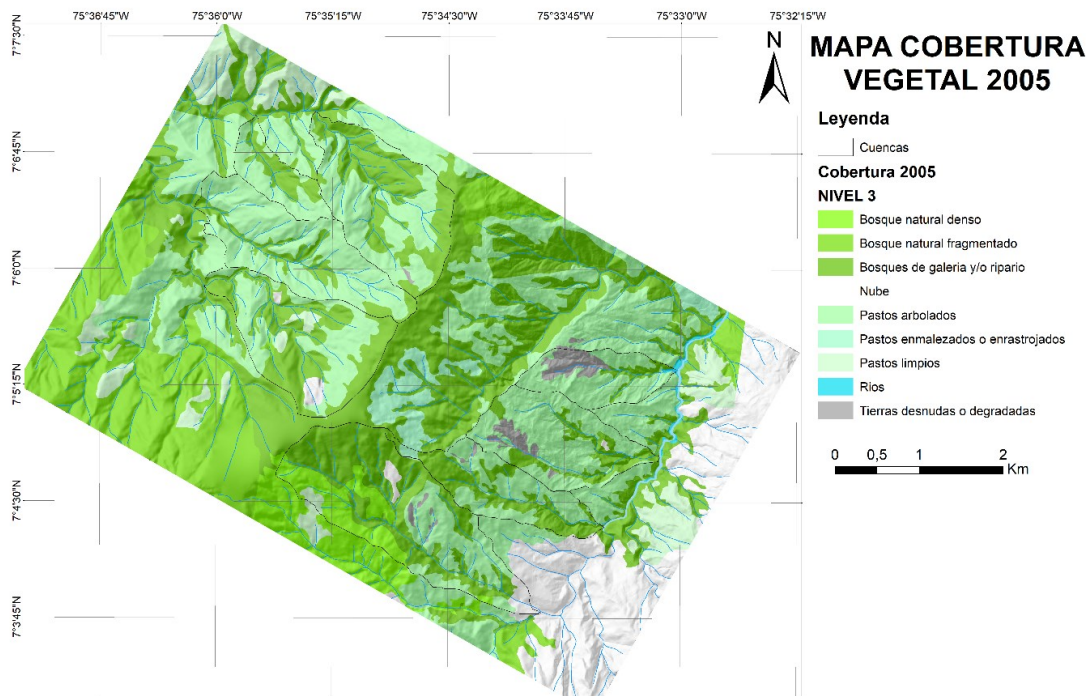 75°36'45"W 75°36'0"W 75°35'15"W 75°34'30"W 75°33'45"W 75°33'0"W 75°32'15"W
7°7'30"N
7°6'45"N
7°6'0"N
7°5'15"N
7°4'30"N
7°3'45"N
N
MAPA COBERTURA
VEGETAL 2005
Leyenda
Cuencas
Cobertura 2005
NIVEL 3
Bosque natural denso
Bosque natural fragmentado
Bosques de galeria y/o ripario
Nube
Pastos arbolados
Pastos enmalezados o enrastrojados
Pastos limpios
Rios
Tierras desnudas o degradadas
0 0,5 1 2
Km